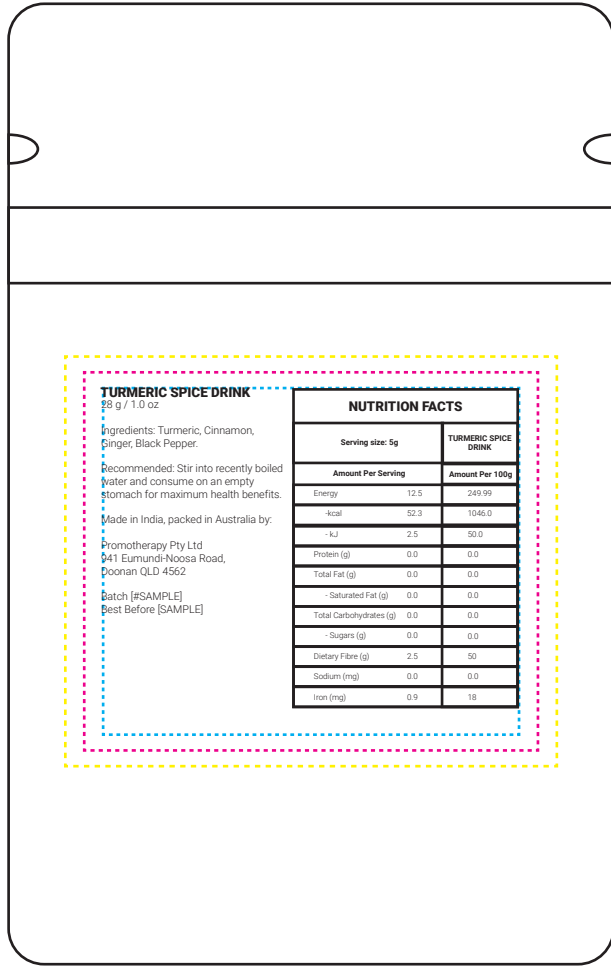 TURMERIC SPICE DRINK
28 g / 1.0 oz
Ingredients: Turmeric, Cinnamon,
Ginger, Black Pepper.
Recommended: Stir into recently boiled
water and consume on an empty
stomach for maximum health benefits.
Made in India, packed in Australia by:
Promotherapy Pty Ltd
941 Eumundi-Noosa Road,
Doonan QLD 4562
Batch [#SAMPLE]
Best Before [SAMPLE]
NUTRITION FACTS
Serving size: 5g
TURMERIC SPICE
DRINK
Amount Per Serving Amount Per 100g
Energy 12.5 249.99
-kcal 52.3 1046.0
- kJ 2.5 50.0
Protein (g) 0.0 0.0
Total Fat (g) 0.0 0.0
- Saturated Fat (g) 0.0 0.0
Total Carbohydrates (g) 0.0 0.0
- Sugars (g) 0.0 0.0
Dietary Fibre (g) 2.5 50
Sodium (mg) 0.0 0.0
Iron (mg) 0.9 18